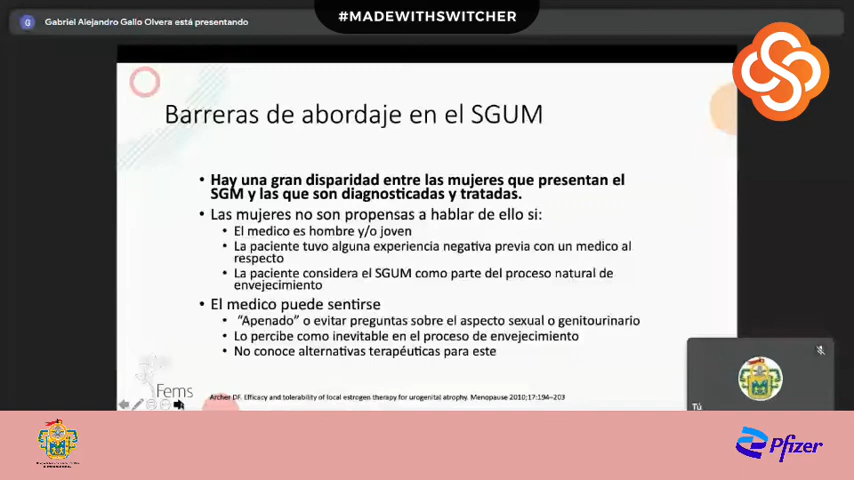 #MADEWITHSWITCHER
G
Gabriel Alejandro Gallo Olvera está presentando
Barreras de abordaje en el SGUM
• Hay una gran disparidad entre las mujeres que presentan el
SGM y las que son diagnosticadas y tratadas.
• Las mujeres no son propensas a hablar de ello si:
• El medico es hombre y/o joven
• La paciente tuvo alguna experiencia negativa previa con un medico al
respecto
• La paciente considera el SGUM como parte del proceso natural de
envejecimiento
• El medico puede sentirse
• “Apenado” o evitar preguntas sobre el aspecto sexual o genitourinario
• Lo percibe como inevitable en el proceso de envejecimiento
• No conoce alternativas terapéuticas para este
Fems
Archer DF. Efficacy and tolerability of local estrogen therapy for urogenital atrophy. Menopause 2010;17:194–203
Tú
Pfizer